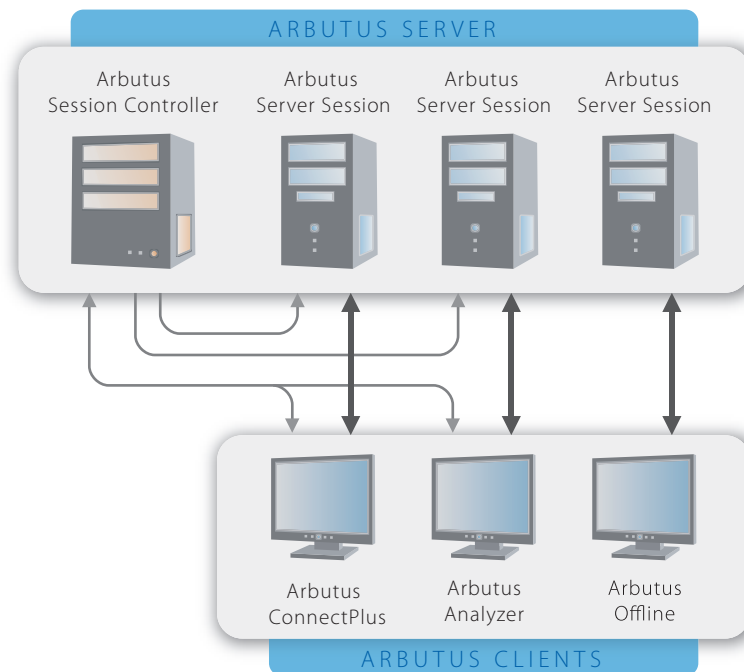 ARBUTUS SERVER
Arbutus
Session Controller
Arbutus
Server Session
Arbutus
Server Session
Arbutus
Server Session
Arbutus
ConnectPlus
Arbutus
Analyzer
Arbutus
Offline
ARBUTUS CLIENTS